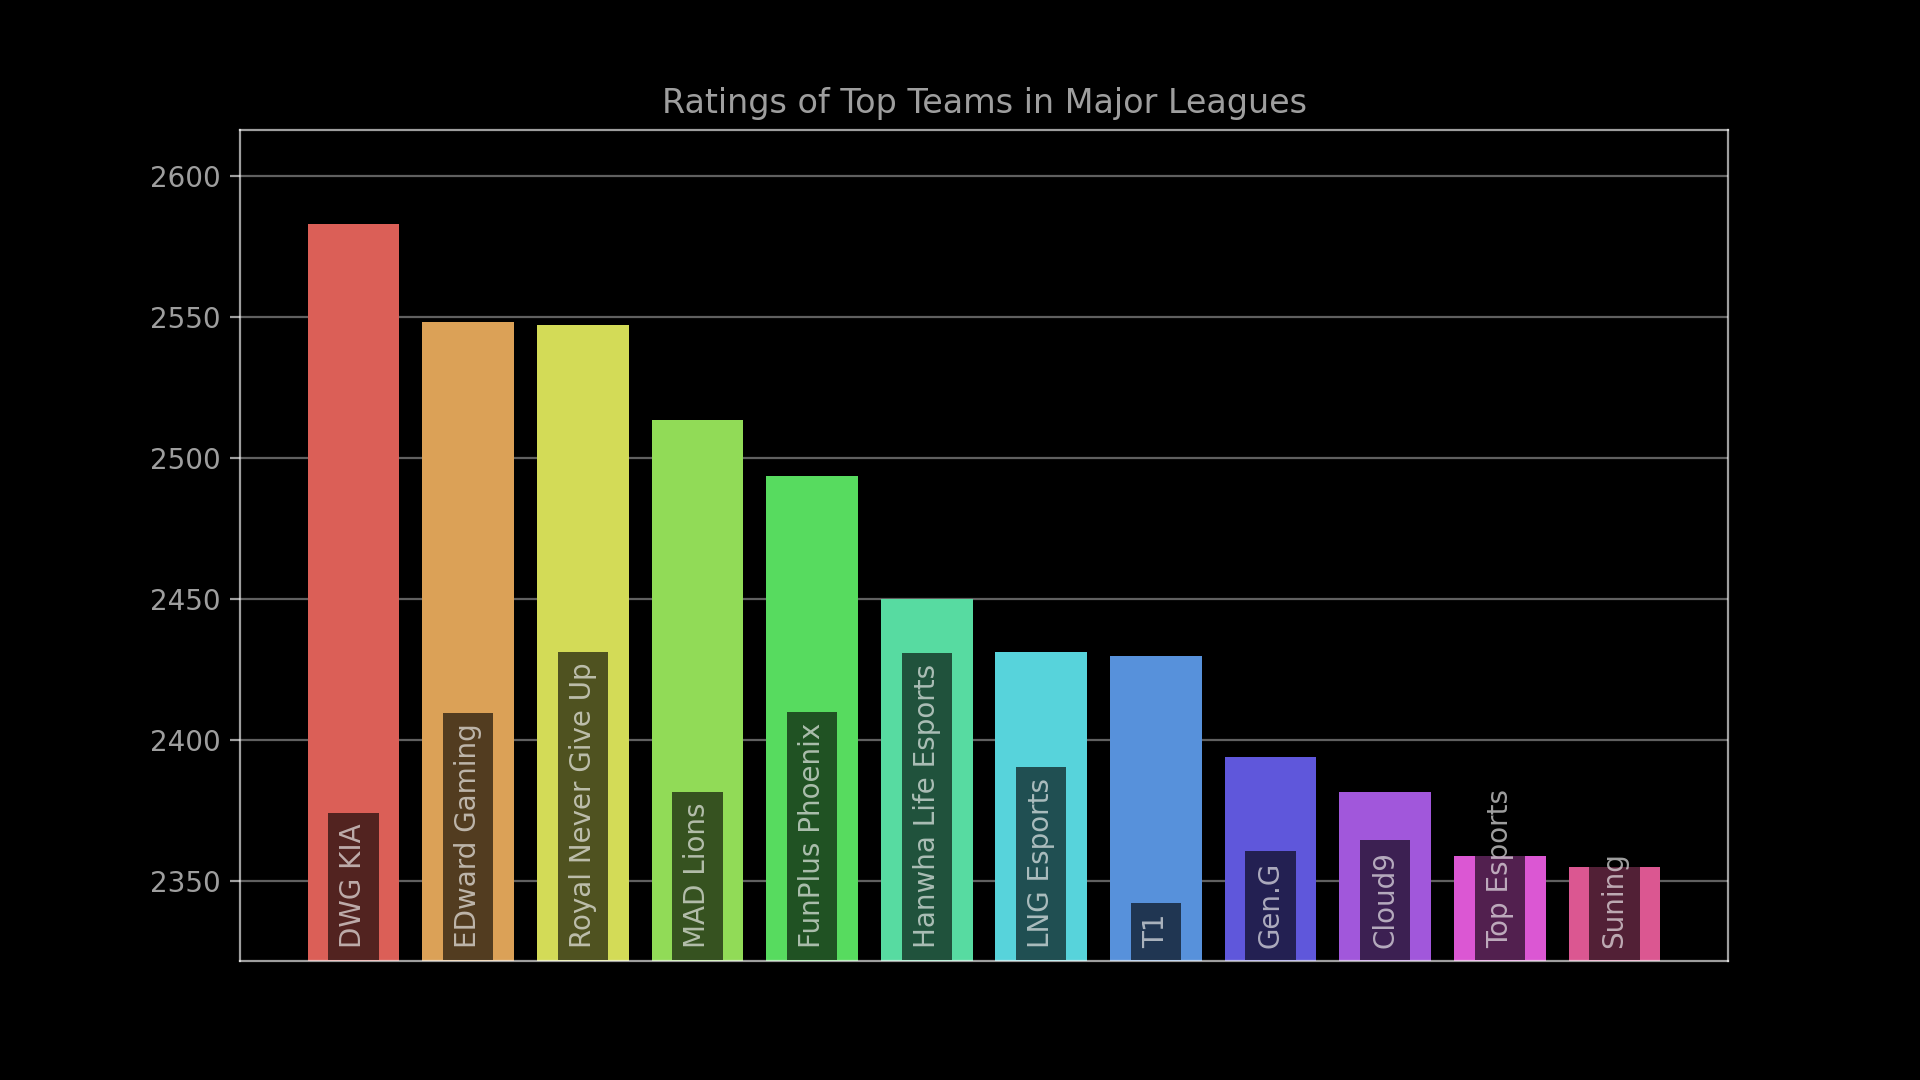 Ratings of Top Teams in Major Leagues
2600
2550
2500
2450
2400
2350
DWG KIA
EDward Gaming
Royal Never Give Up
MAD Lions
FunPlus Phoenix
Hanwha Life Esports
LNG Esports
T1
Gen.G
Cloud9
Top Esports
Suning